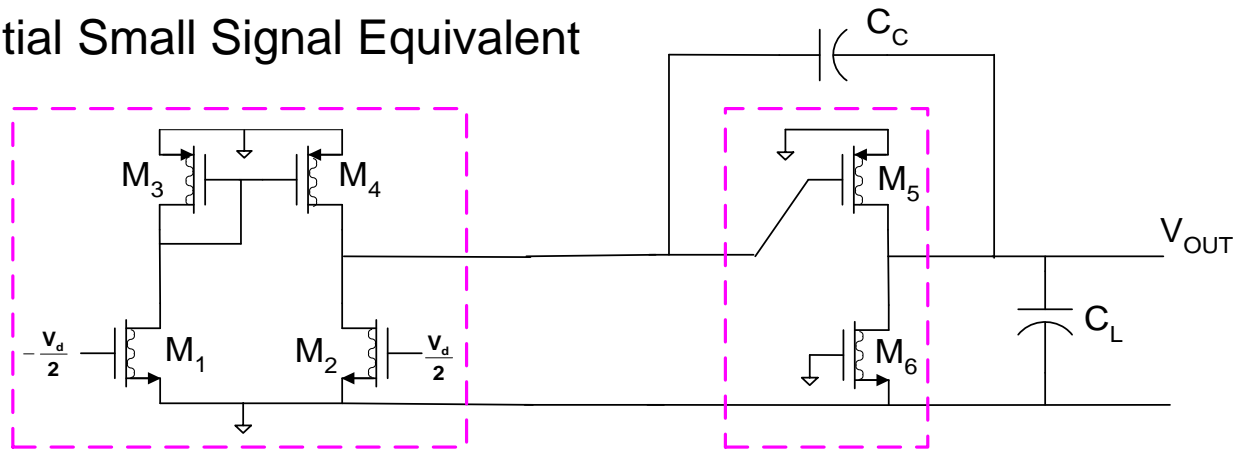 tial Small Signal Equivalent
C_C
M_3
M_4
M_5
V_OUT
-V_d/2
M_1
M_2
V_d/2
M_6
C_L